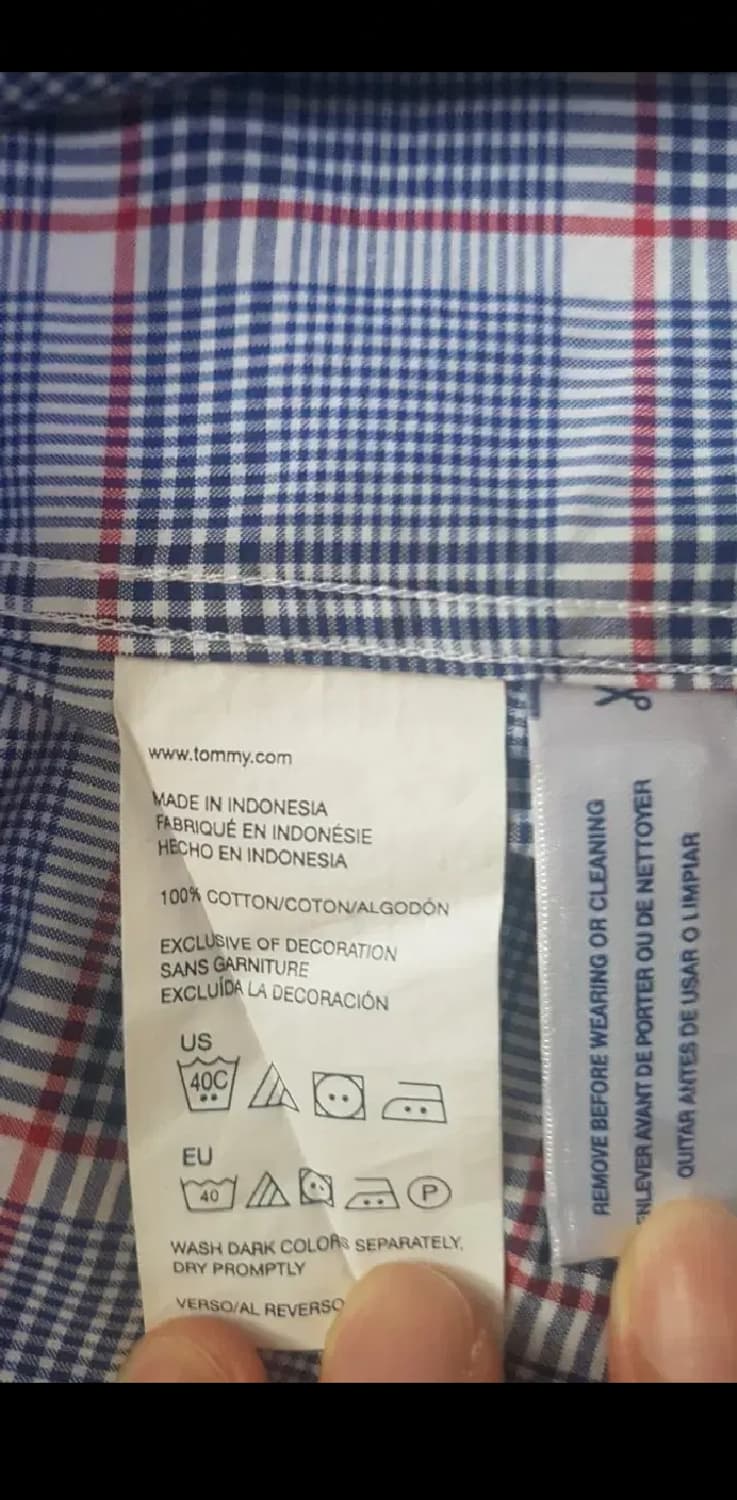 www.tommy.com
MADE IN INDONESIA
FABRIQUÉ EN INDONÉSIE
HECHO EN INDONESIA
100% COTTON/COTON/ALGODÓN
EXCLUSIVE OF DECORATION
SANS GARNITURE
EXCLUÍDA LA DECORACIÓN
US
40C
EU
40
P
WASH DARK COLORS SEPARATELY,
DRY PROMPTLY
VERSO/AL REVERSO
REMOVE BEFORE WEARING OR CLEANING
ENLEVER AVANT DE PORTER OU DE NETTOYER
QUITAR ANTES DE USAR O LIMPIAR